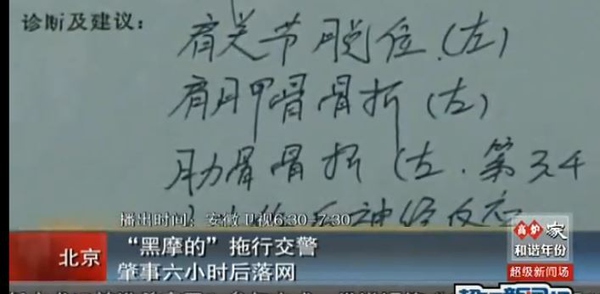 诊断及建议:
肩关节脱位(左)
肩胛骨骨折(左)
肋骨骨折(左.第3.4
神经反应
播出时间: 安徽卫视6:30-7:30
北京
“黑摩的”拖行交警
肇事六小时后落网
高炉家
和谐年份
超级新闻场